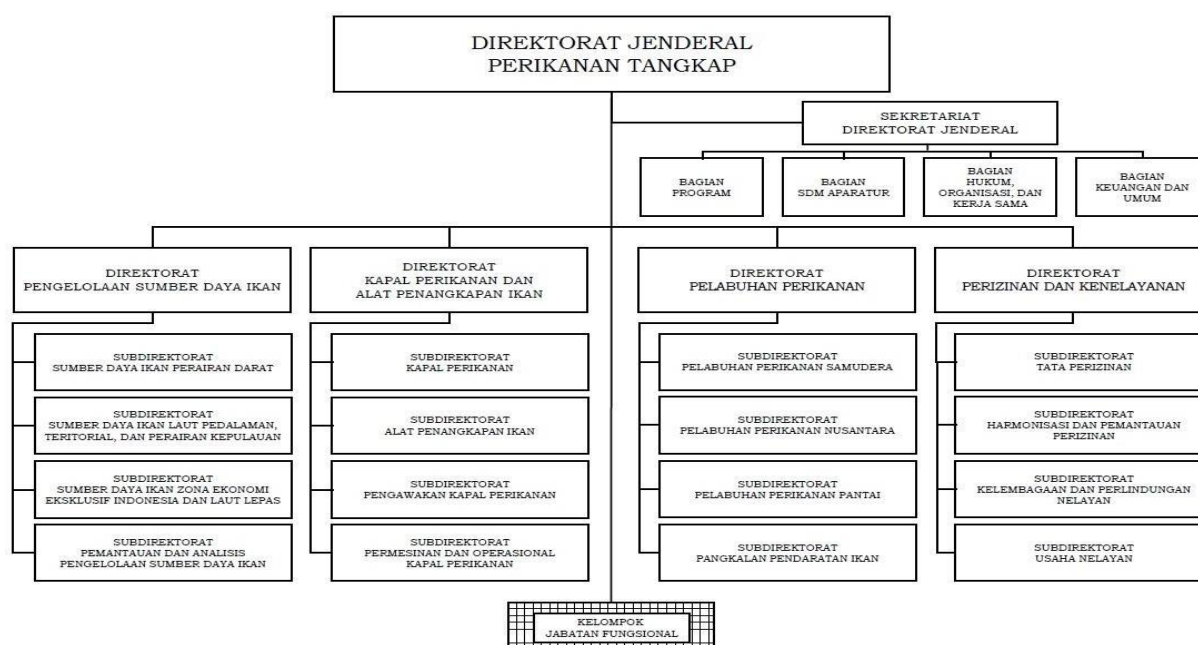 DIREKTORAT JENDERAL
PERIKANAN TANGKAP
SEKRETARIAT
DIREKTORAT JENDERAL
BAGIAN
PROGRAM
BAGIAN
SDM APARATUR
BAGIAN
HUKUM,
ORGANISASI, DAN
KERJA SAMA
BAGIAN
KEUANGAN DAN
UMUM
DIREKTORAT
PENGELOLAAN SUMBER DAYA IKAN
DIREKTORAT
KAPAL PERIKANAN DAN
ALAT PENANGKAPAN IKAN
DIREKTORAT
PELABUHAN PERIKANAN
DIREKTORAT
PERIZINAN DAN KENELAYANAN
SUBDIREKTORAT
SUMBER DAYA IKAN PERAIRAN DARAT
SUBDIREKTORAT
SUMBER DAYA IKAN LAUT PEDALAMAN,
TERITORIAL, DAN PERAIRAN KEPULAUAN
SUBDIREKTORAT
SUMBER DAYA IKAN ZONA EKONOMI
EKSKLUSIF INDONESIA DAN LAUT LEPAS
SUBDIREKTORAT
PEMANTAUAN DAN ANALISIS
PENGELOLAAN SUMBER DAYA IKAN
SUBDIREKTORAT
KAPAL PERIKANAN
SUBDIREKTORAT
ALAT PENANGKAPAN IKAN
SUBDIREKTORAT
PENGAWAKAN KAPAL PERIKANAN
SUBDIREKTORAT
PERMESINAN DAN OPERASIONAL
KAPAL PERIKANAN
SUBDIREKTORAT
PELABUHAN PERIKANAN SAMUDERA
SUBDIREKTORAT
PELABUHAN PERIKANAN NUSANTARA
SUBDIREKTORAT
PELABUHAN PERIKANAN PANTAI
SUBDIREKTORAT
PANGKALAN PENDARATAN IKAN
SUBDIREKTORAT
TATA PERIZINAN
SUBDIREKTORAT
HARMONISASI DAN PEMANTAUAN
PERIZINAN
SUBDIREKTORAT
KELEMBAGAAN DAN PERLINDUNGAN
NELAYAN
SUBDIREKTORAT
USAHA NELAYAN
KELOMPOK
JABATAN FUNGSIONAL